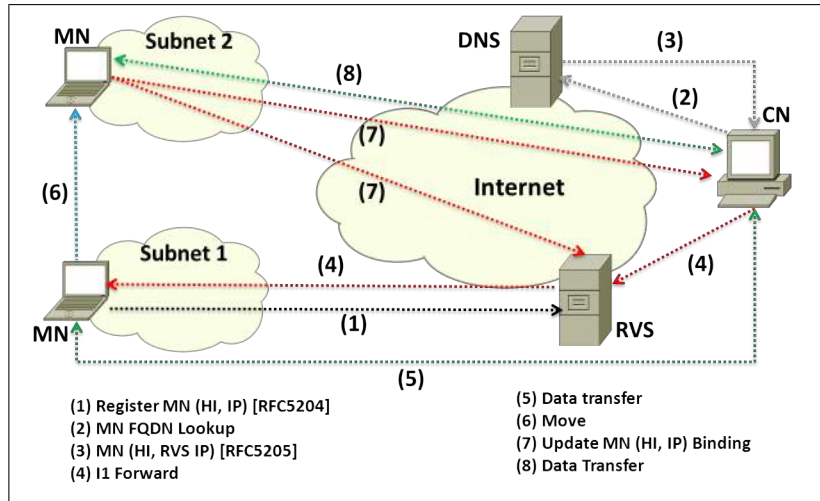 MN
Subnet 2
DNS
(3)
(8)
(2)
CN
(7)
(6)
(7)
Internet
Subnet 1
(4)
(4)
(1)
MN
RVS
(5)
(1) Register MN (HI, IP) [RFC5204]
(2) MN FQDN Lookup
(3) MN (HI, RVS IP) [RFC5205]
(4) I1 Forward
(5) Data transfer
(6) Move
(7) Update MN (HI, IP) Binding
(8) Data Transfer